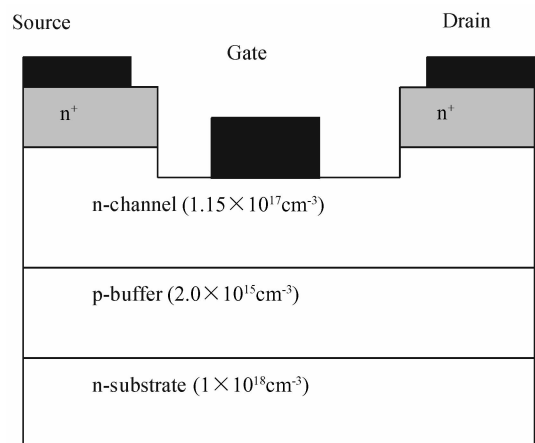 Source
Drain
Gate
n⁺
n⁺
n-channel (1.15×10¹⁷cm⁻³)
p-buffer (2.0×10¹⁵cm⁻³)
n-substrate (1×10¹⁸cm⁻³)